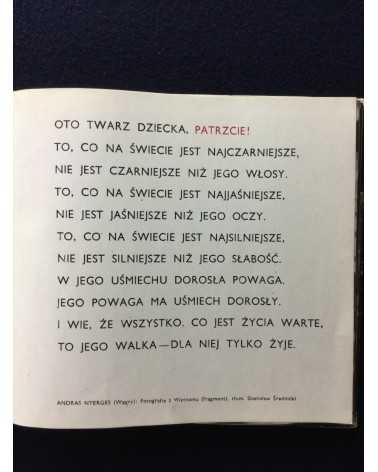 OTO TWARZ DZIECKA, PATRZCIE!
TO, CO NA ŚWIECIE JEST NAJCZARNIEJSZE,
NIE JEST CZARNIEJSZE NIŻ JEGO WŁOSY.
TO, CO NA ŚWIECIE JEST NAJJAŚNIEJSZE,
NIE JEST JAŚNIEJSZE NIŻ JEGO OCZY.
TO, CO NA ŚWIECIE JEST NAJSILNIEJSZE,
NIE JEST SILNIEJSZE NIŻ JEGO SŁABOŚĆ.
W JEGO UŚMIECHU DOROSŁA POWAGA.
JEGO POWAGA MA UŚMIECH DOROSŁY.
I WIE, ŻE WSZYSTKO, CO JEST ŻYCIA WARTE,
TO JEGO WALKA—DLA NIEJ TYLKO ŻYJE.
ANDRAS NYERGES (Węgry): Fotografie z Wietnamu (fragment), tłum. Stanisław Średnicki